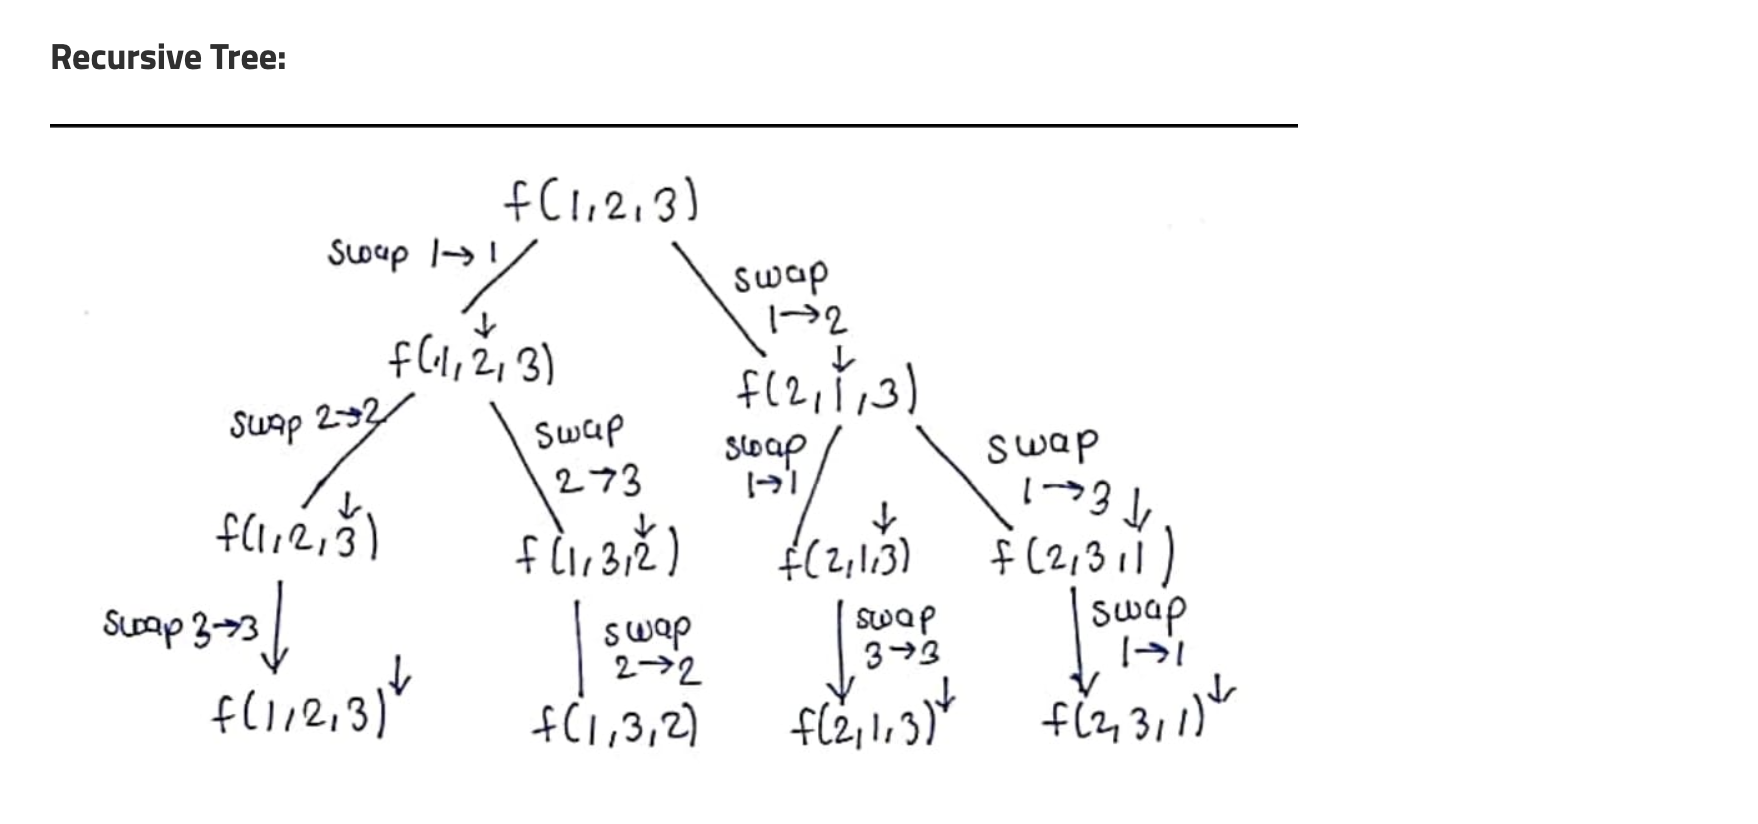 Recursive Tree:
f(1,2,3)
swap 1→1
swap
1→2
↓
f(1,2,3)
↓
f(2,1,3)
swap 2→2
swap
2→3
swap
1→1
swap
1→3
↓
f(1,2,3)
↓
f(1,3,2)
↓
f(2,1,3)
↓
f(2,3,1)
swap 3→3
swap
2→2
swap
3→3
swap
1→1
f(1,2,3)↓
f(1,3,2)
f(2,1,3)↓
f(2,3,1)↓